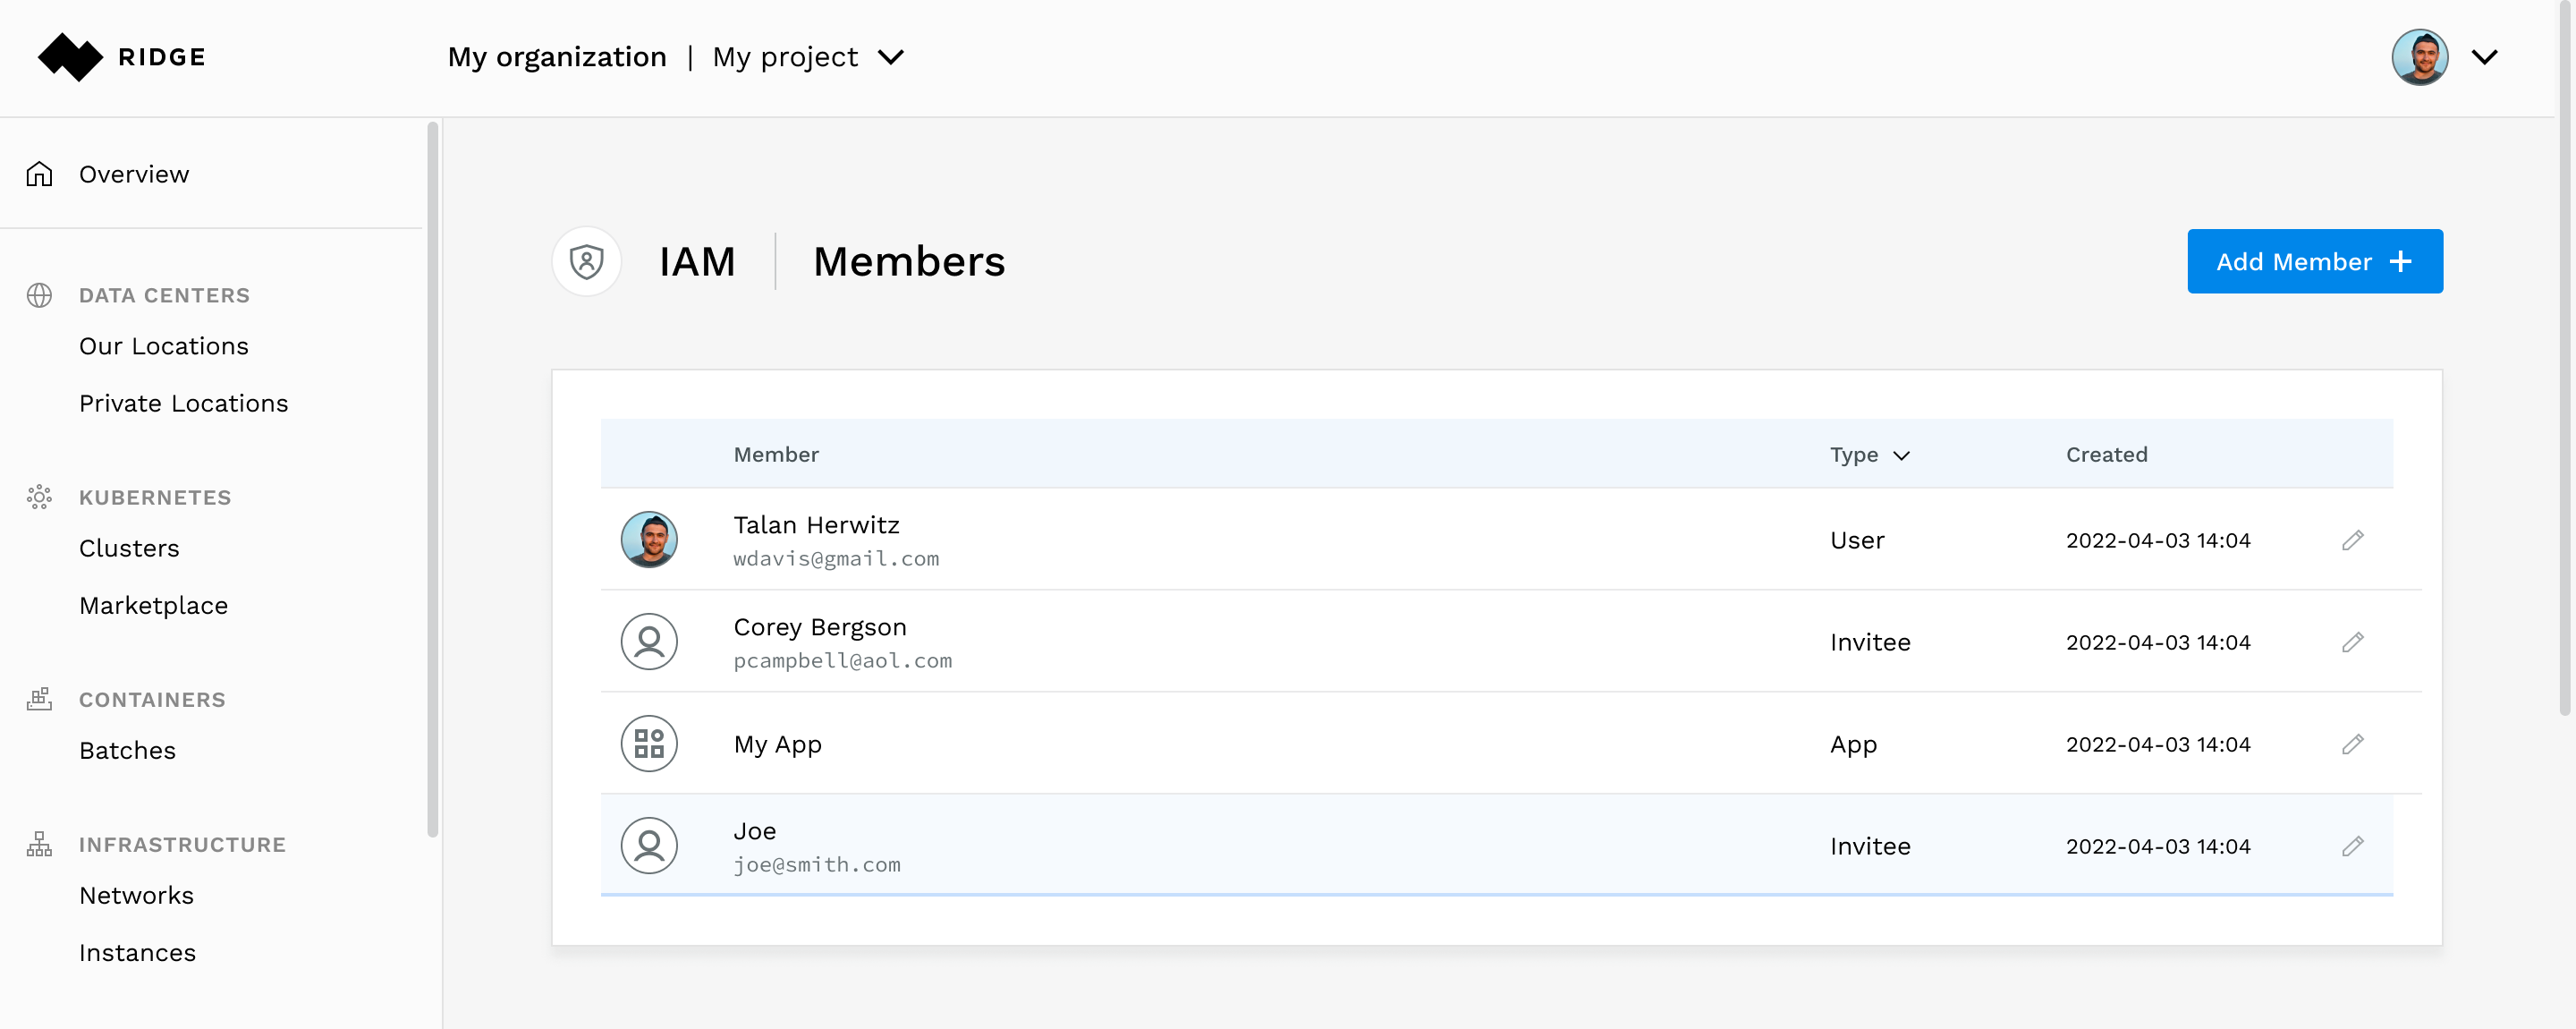 RIDGE
My organization | My project
Overview
DATA CENTERS
Our Locations
Private Locations
KUBERNETES
Clusters
Marketplace
CONTAINERS
Batches
INFRASTRUCTURE
Networks
Instances
IAM | Members
Add Member +
Member Type Created
Talan Herwitz
wdavis@gmail.com
User 2022-04-03 14:04
Corey Bergson
pcampbell@aol.com
Invitee 2022-04-03 14:04
My App App 2022-04-03 14:04
Joe
joe@smith.com
Invitee 2022-04-03 14:04